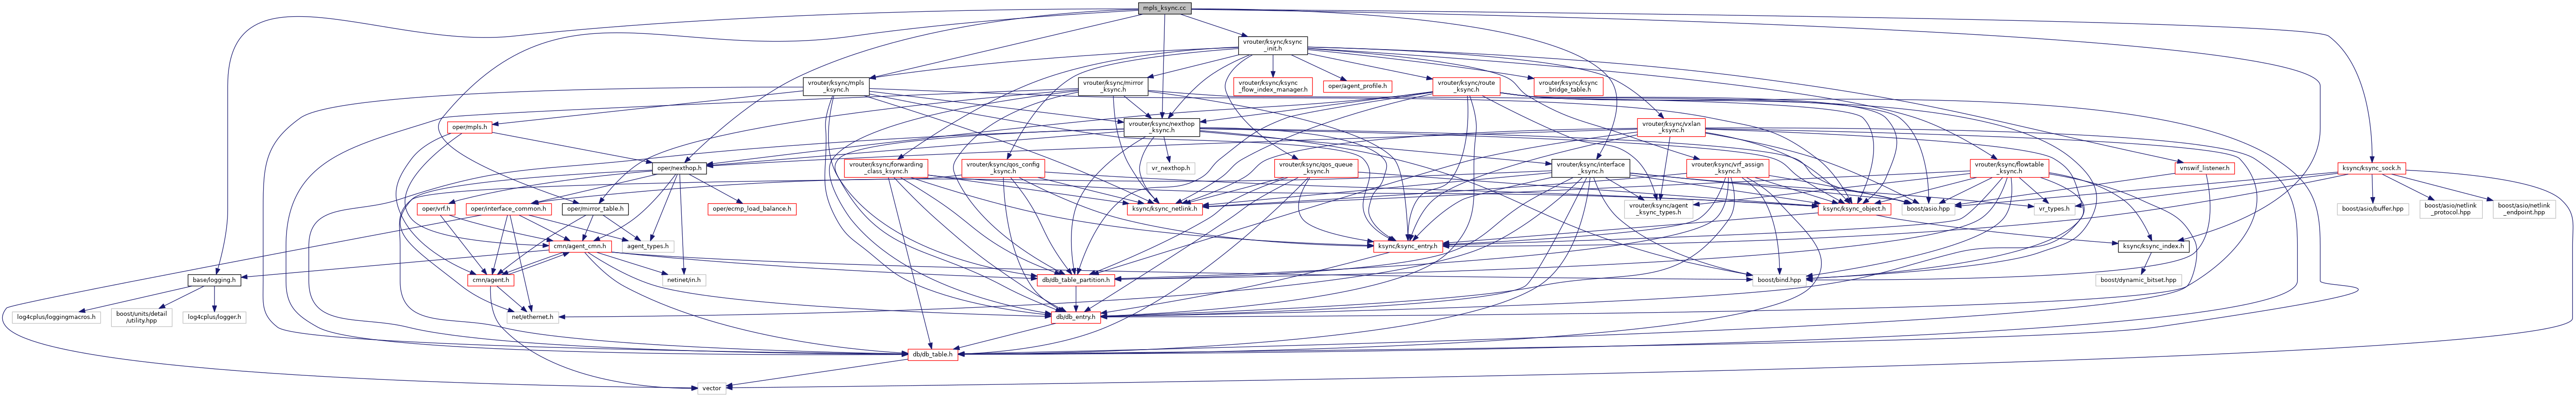 mpls_ksync.cc
vrouter/ksync/ksync
_init.h
vrouter/ksync/mpls
_ksync.h
vrouter/ksync/mirror
_ksync.h
vrouter/ksync/ksync
_flow_index_manager.h
oper/agent_profile.h
vrouter/ksync/route
_ksync.h
vrouter/ksync/ksync
_bridge_table.h
oper/mpls.h
vrouter/ksync/nexthop
_ksync.h
vrouter/ksync/vxlan
_ksync.h
oper/nexthop.h
vrouter/ksync/forwarding
_class_ksync.h
vrouter/ksync/qos_config
_ksync.h
vr_nexthop.h
vrouter/ksync/qos_queue
_ksync.h
vrouter/ksync/interface
_ksync.h
vrouter/ksync/vrf_assign
_ksync.h
vrouter/ksync/flowtable
_ksync.h
vnswif_listener.h
ksync/ksync_sock.h
oper/vrf.h
oper/interface_common.h
oper/mirror_table.h
oper/ecmp_load_balance.h
ksync/ksync_netlink.h
vrouter/ksync/agent
_ksync_types.h
ksync/ksync_object.h
boost/asio.hpp
vr_types.h
boost/asio/buffer.hpp
boost/asio/netlink
_protocol.hpp
boost/asio/netlink
_endpoint.hpp
cmn/agent_cmn.h
agent_types.h
ksync/ksync_entry.h
ksync/ksync_index.h
base/logging.h
cmn/agent.h
netinet/in.h
db/db_table_partition.h
boost/bind.hpp
boost/dynamic_bitset.hpp
log4cplus/loggingmacros.h
boost/units/detail
/utility.hpp
log4cplus/logger.h
net/ethernet.h
db/db_entry.h
db/db_table.h
vector